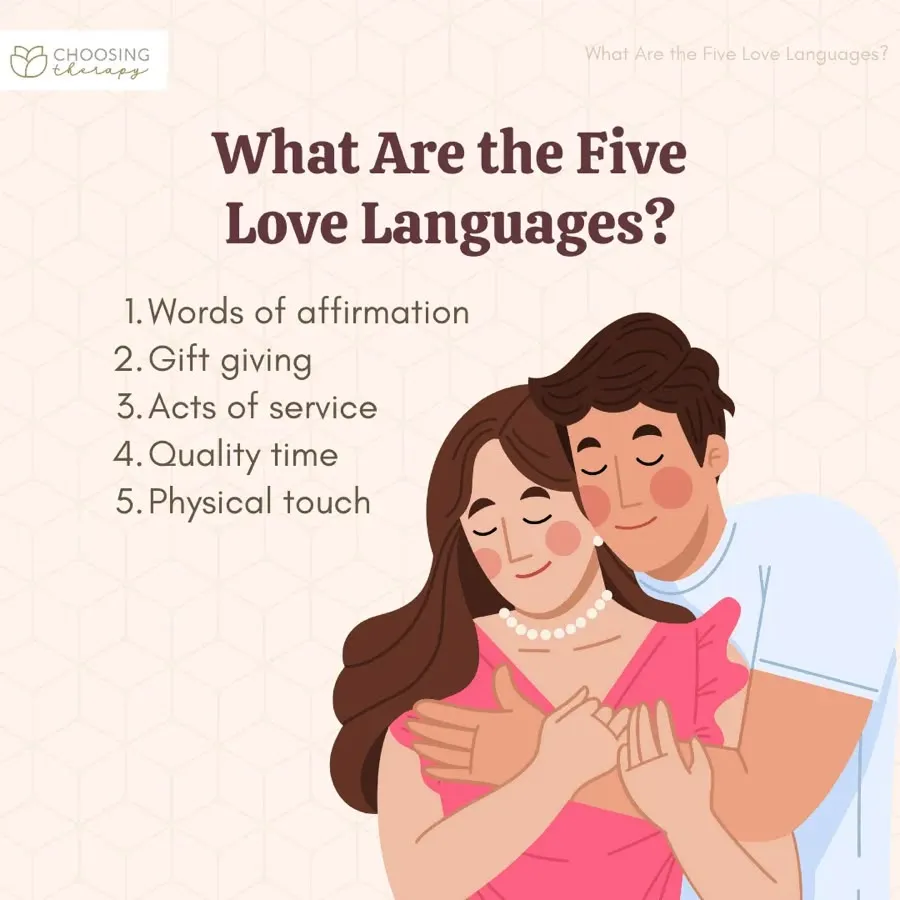 CHOOSING
therapy
What Are the Five Love Languages?
What Are the Five
Love Languages?
1. Words of affirmation
2. Gift giving
3. Acts of service
4. Quality time
5. Physical touch